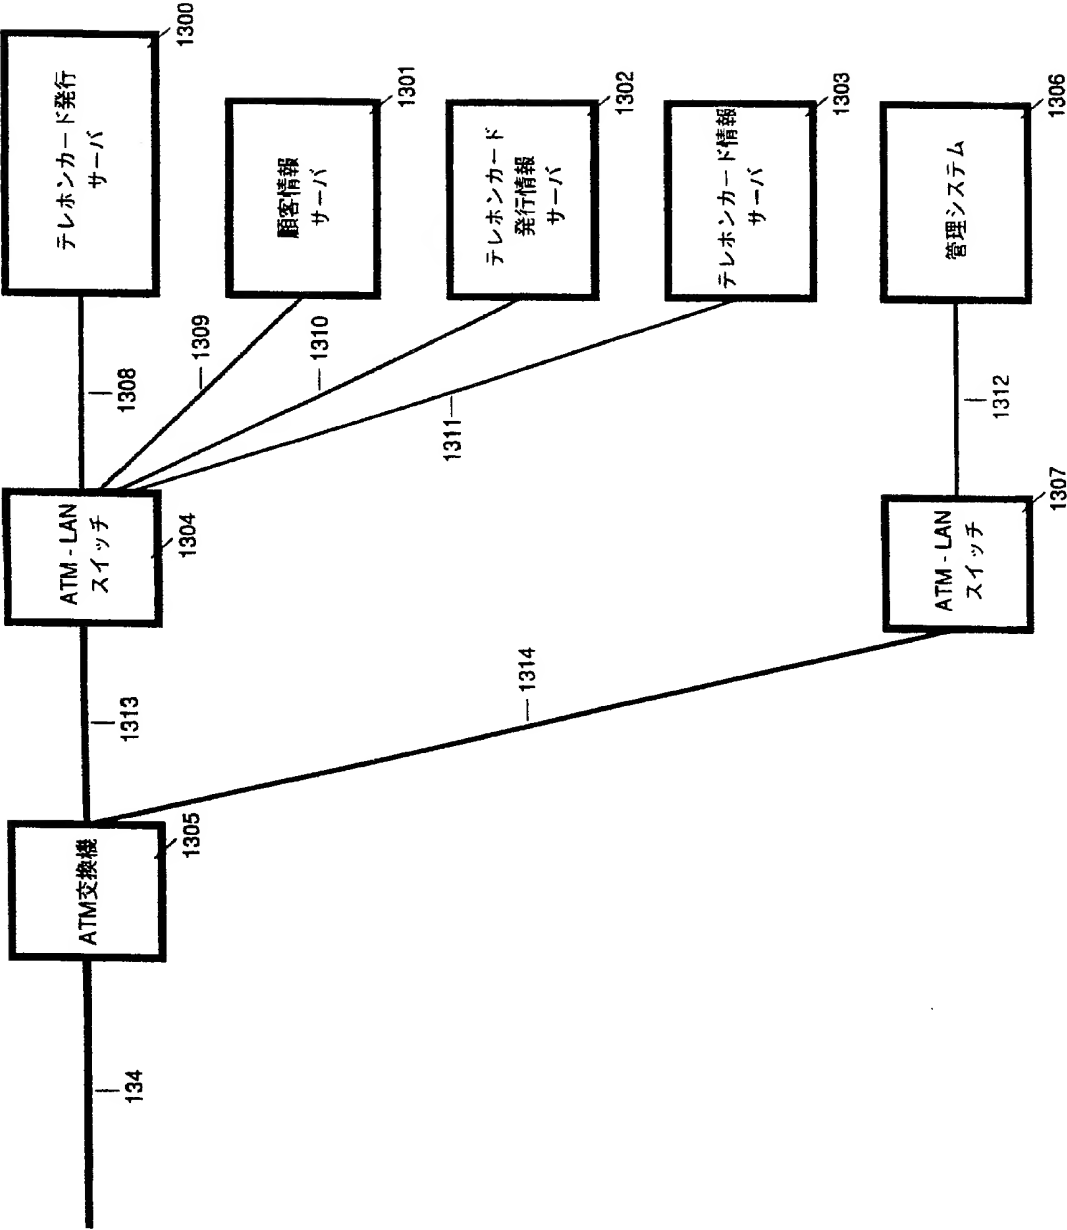 テレホンカード発行
サーバ
1300
顧客情報
サーバ
1301
テレホンカード
発行情報
サーバ
1302
テレホンカード情報
サーバ
1303
管理システム
1306
1308
1309
1310
1311
1312
ATM - LAN
スイッチ
1304
ATM - LAN
スイッチ
1307
1313
1314
ATM交換機
1305
134